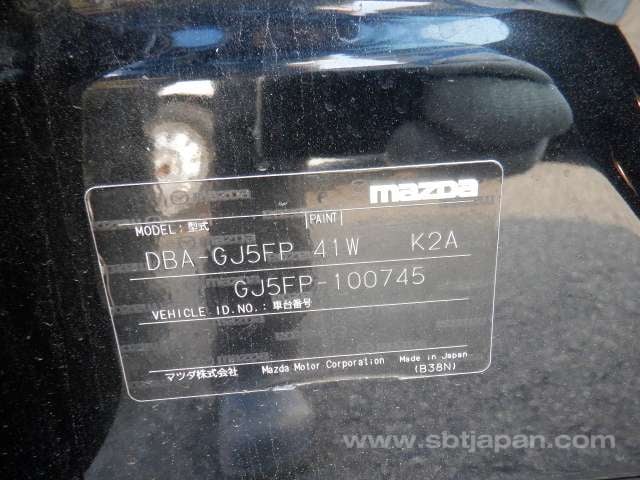 mazda
MODEL; 型式 PAINT
DBA-GJ5FP 41W K2A
GJ5FP-100745
VEHICLE ID.NO.;車台番号
マツダ株式会社 Mazda Motor Corporation Made in Japan
(B38N)
www.sbtjapan.com